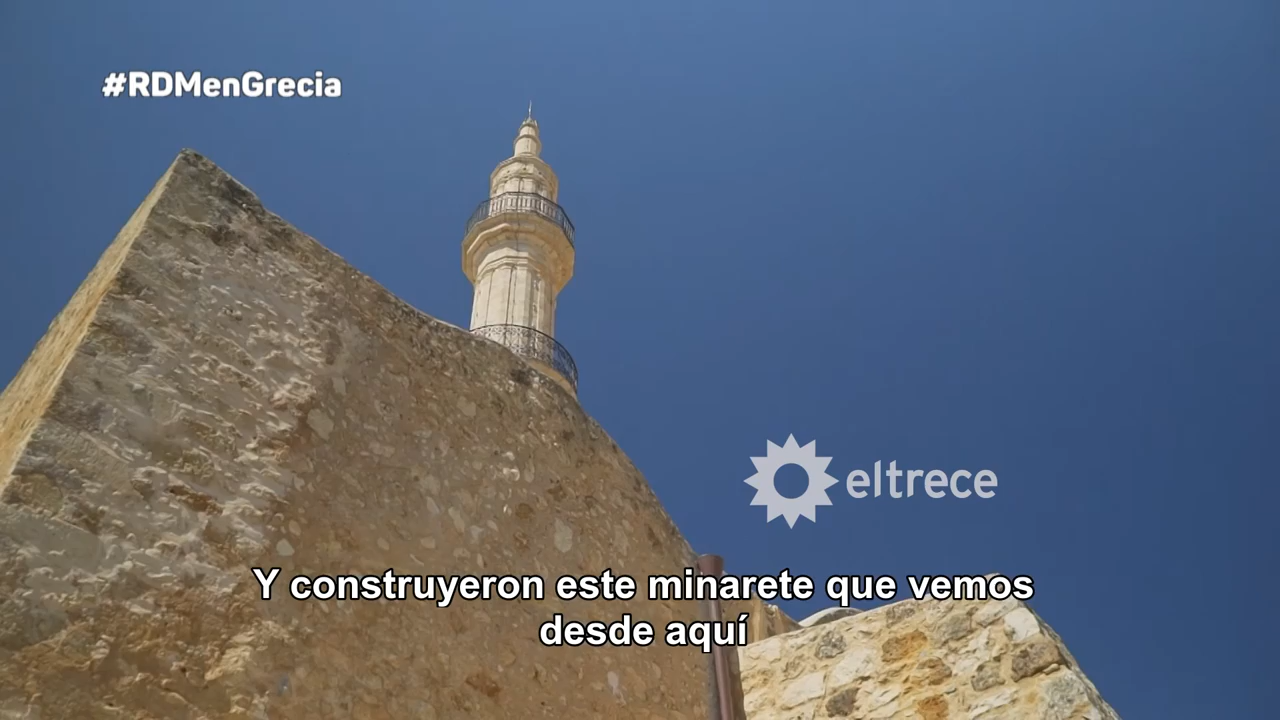 #RDMenGrecia
eltrece
Y construyeron este minarete que vemos
desde aquí